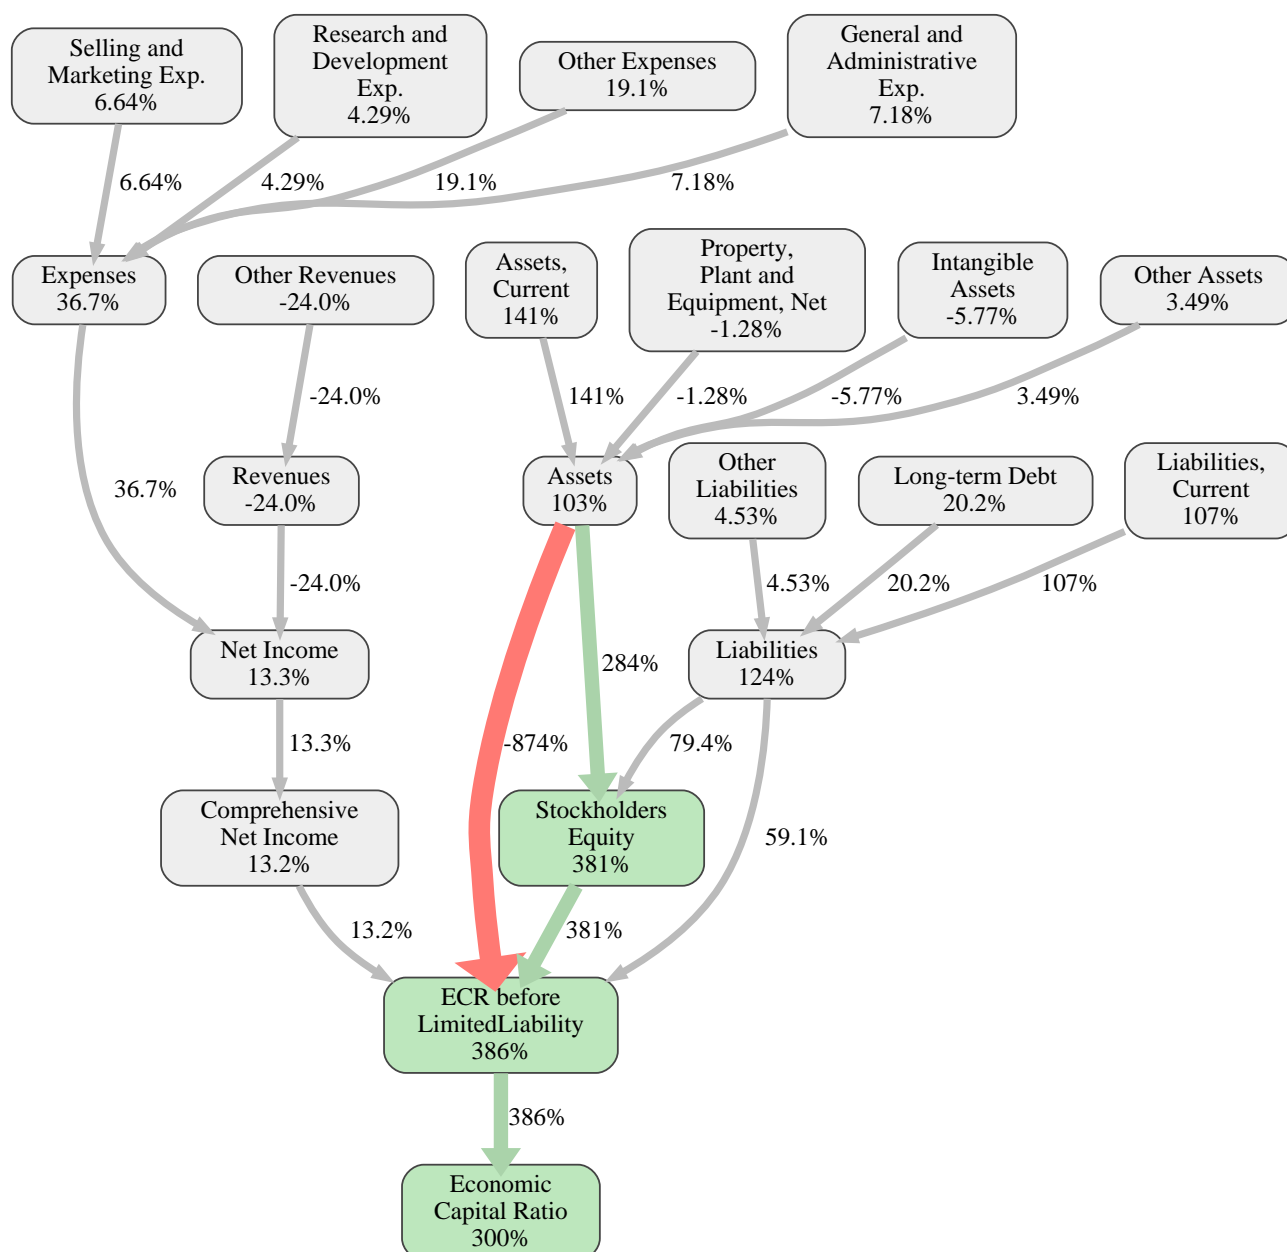 Selling and
Marketing Exp.
6.64%
Research and
Development
Exp.
4.29%
Other Expenses
19.1%
General and
Administrative
Exp.
7.18%
6.64%
4.29%
19.1%
7.18%
Expenses
36.7%
Other Revenues
-24.0%
Assets,
Current
141%
Property,
Plant and
Equipment, Net
-1.28%
Intangible
Assets
-5.77%
Other Assets
3.49%
-24.0%
141%
-1.28%
-5.77%
3.49%
36.7%
Revenues
-24.0%
Assets
103%
Other
Liabilities
4.53%
Long-term Debt
20.2%
Liabilities,
Current
107%
-24.0%
4.53%
20.2%
107%
Net Income
13.3%
284%
Liabilities
124%
13.3%
-874%
79.4%
Comprehensive
Net Income
13.2%
Stockholders
Equity
381%
59.1%
13.2%
381%
ECR before
LimitedLiability
386%
386%
Economic
Capital Ratio
300%